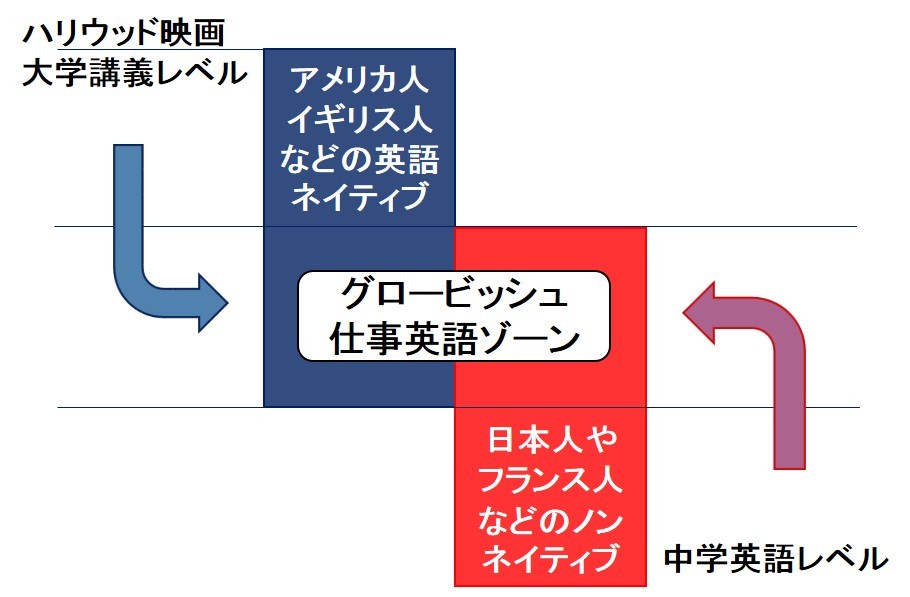 ハリウッド映画
大学講義レベル
アメリカ人
イギリス人
などの英語
ネイティブ
グロービッシュ
仕事英語ゾーン
日本人や
フランス人
などのノン
ネイティブ
中学英語レベル